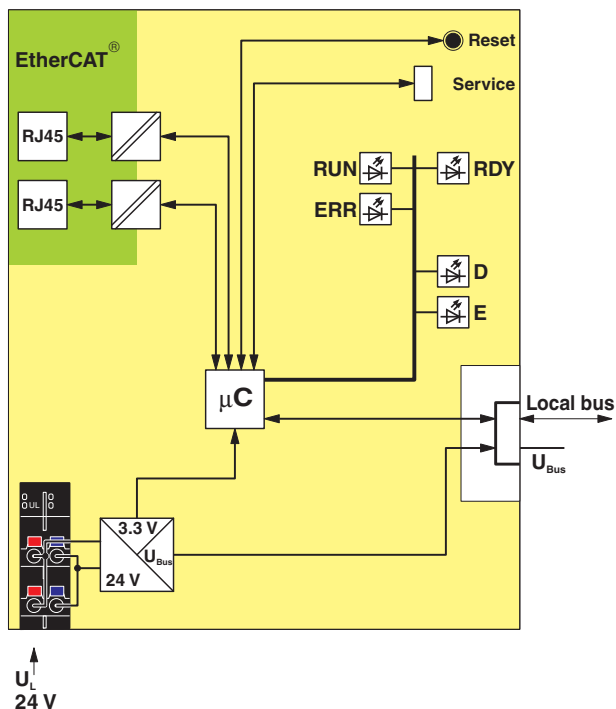 EtherCAT®
Reset
Service
RJ45
RJ45
RUN
RDY
ERR
D
E
µC
Local bus
UBus
UL
3.3 V
UBus
24 V
UL
24 V